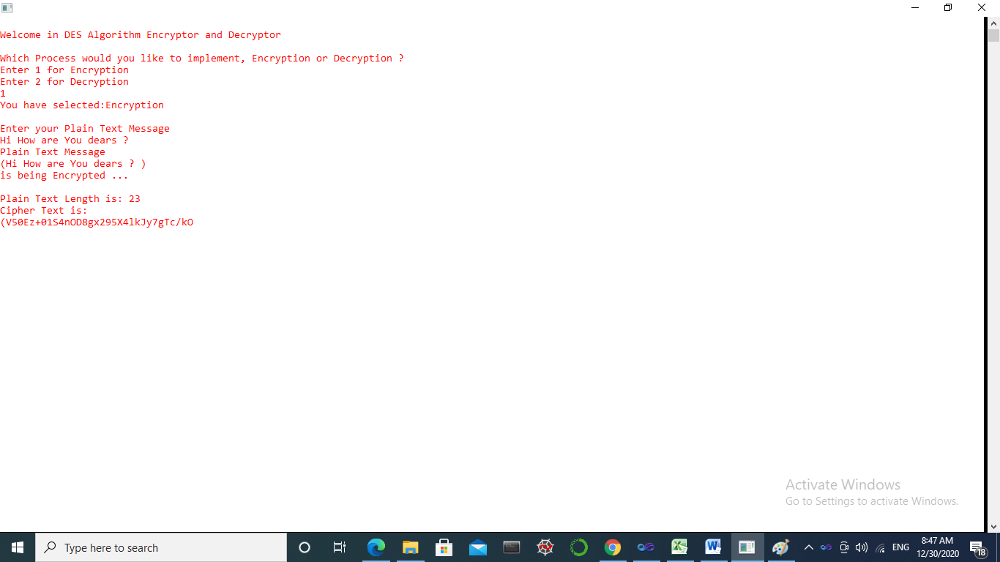 Welcome in DES Algorithm Encryptor and Decryptor
Which Process would you like to implement, Encryption or Decryption ?
Enter 1 for Encryption
Enter 2 for Decryption
1
You have selected:Encryption
Enter your Plain Text Message
Hi How are You dears ?
Plain Text Message
(Hi How are You dears ? )
is being Encrypted ...
Plain Text Length is: 23
Cipher Text is:
(V50Ez+01S4nOD8gx295X4lkJy7gTc/kO
Activate Windows
Go to Settings to activate Windows.
Type here to search
ENG
8:47 AM
12/30/2020
18